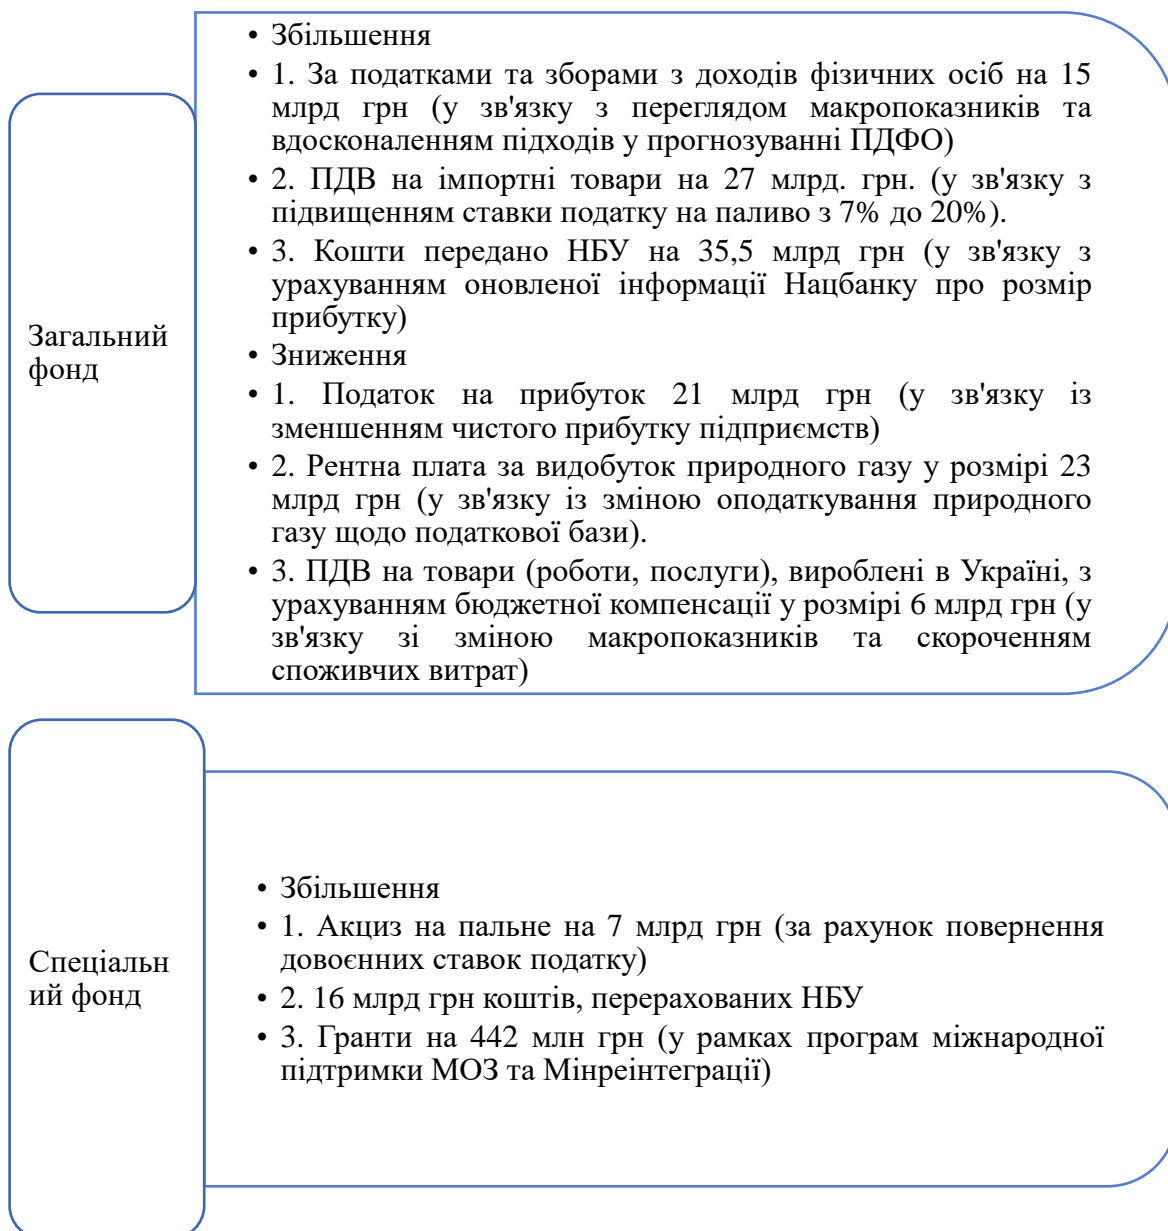 Загальний
фонд
• Збільшення
• 1. За податками та зборами з доходів фізичних осіб на 15
млрд грн (у зв'язку з переглядом макропоказників та
вдосконаленням підходів у прогнозуванні ПДФО)
• 2. ПДВ на імпортні товари на 27 млрд. грн. (у зв'язку з
підвищенням ставки податку на паливо з 7% до 20%).
• 3. Кошти передано НБУ на 35,5 млрд грн (у зв'язку з
урахуванням оновленої інформації Нацбанку про розмір
прибутку)
• Зниження
• 1. Податок на прибуток 21 млрд грн (у зв'язку із
зменшенням чистого прибутку підприємств)
• 2. Рентна плата за видобуток природного газу у розмірі 23
млрд грн (у зв'язку із зміною оподаткування природного
газу щодо податкової бази).
• 3. ПДВ на товари (роботи, послуги), вироблені в Україні, з
урахуванням бюджетної компенсації у розмірі 6 млрд грн (у
зв'язку зі зміною макропоказників та скороченням
споживчих витрат)
Спеціальн
ий фонд
• Збільшення
• 1. Акциз на пальне на 7 млрд грн (за рахунок повернення
довоєнних ставок податку)
• 2. 16 млрд грн коштів, перерахованих НБУ
• 3. Гранти на 442 млн грн (у рамках програм міжнародної
підтримки МОЗ та Мінреінтеграції)